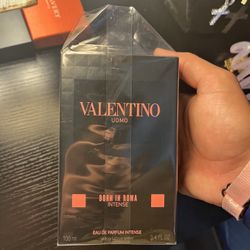 VALENTINO
UOMO
BORN IN ROMA
INTENSE
EAU DE PARFUM INTENSE
100 ml
3.4 FL.OZ